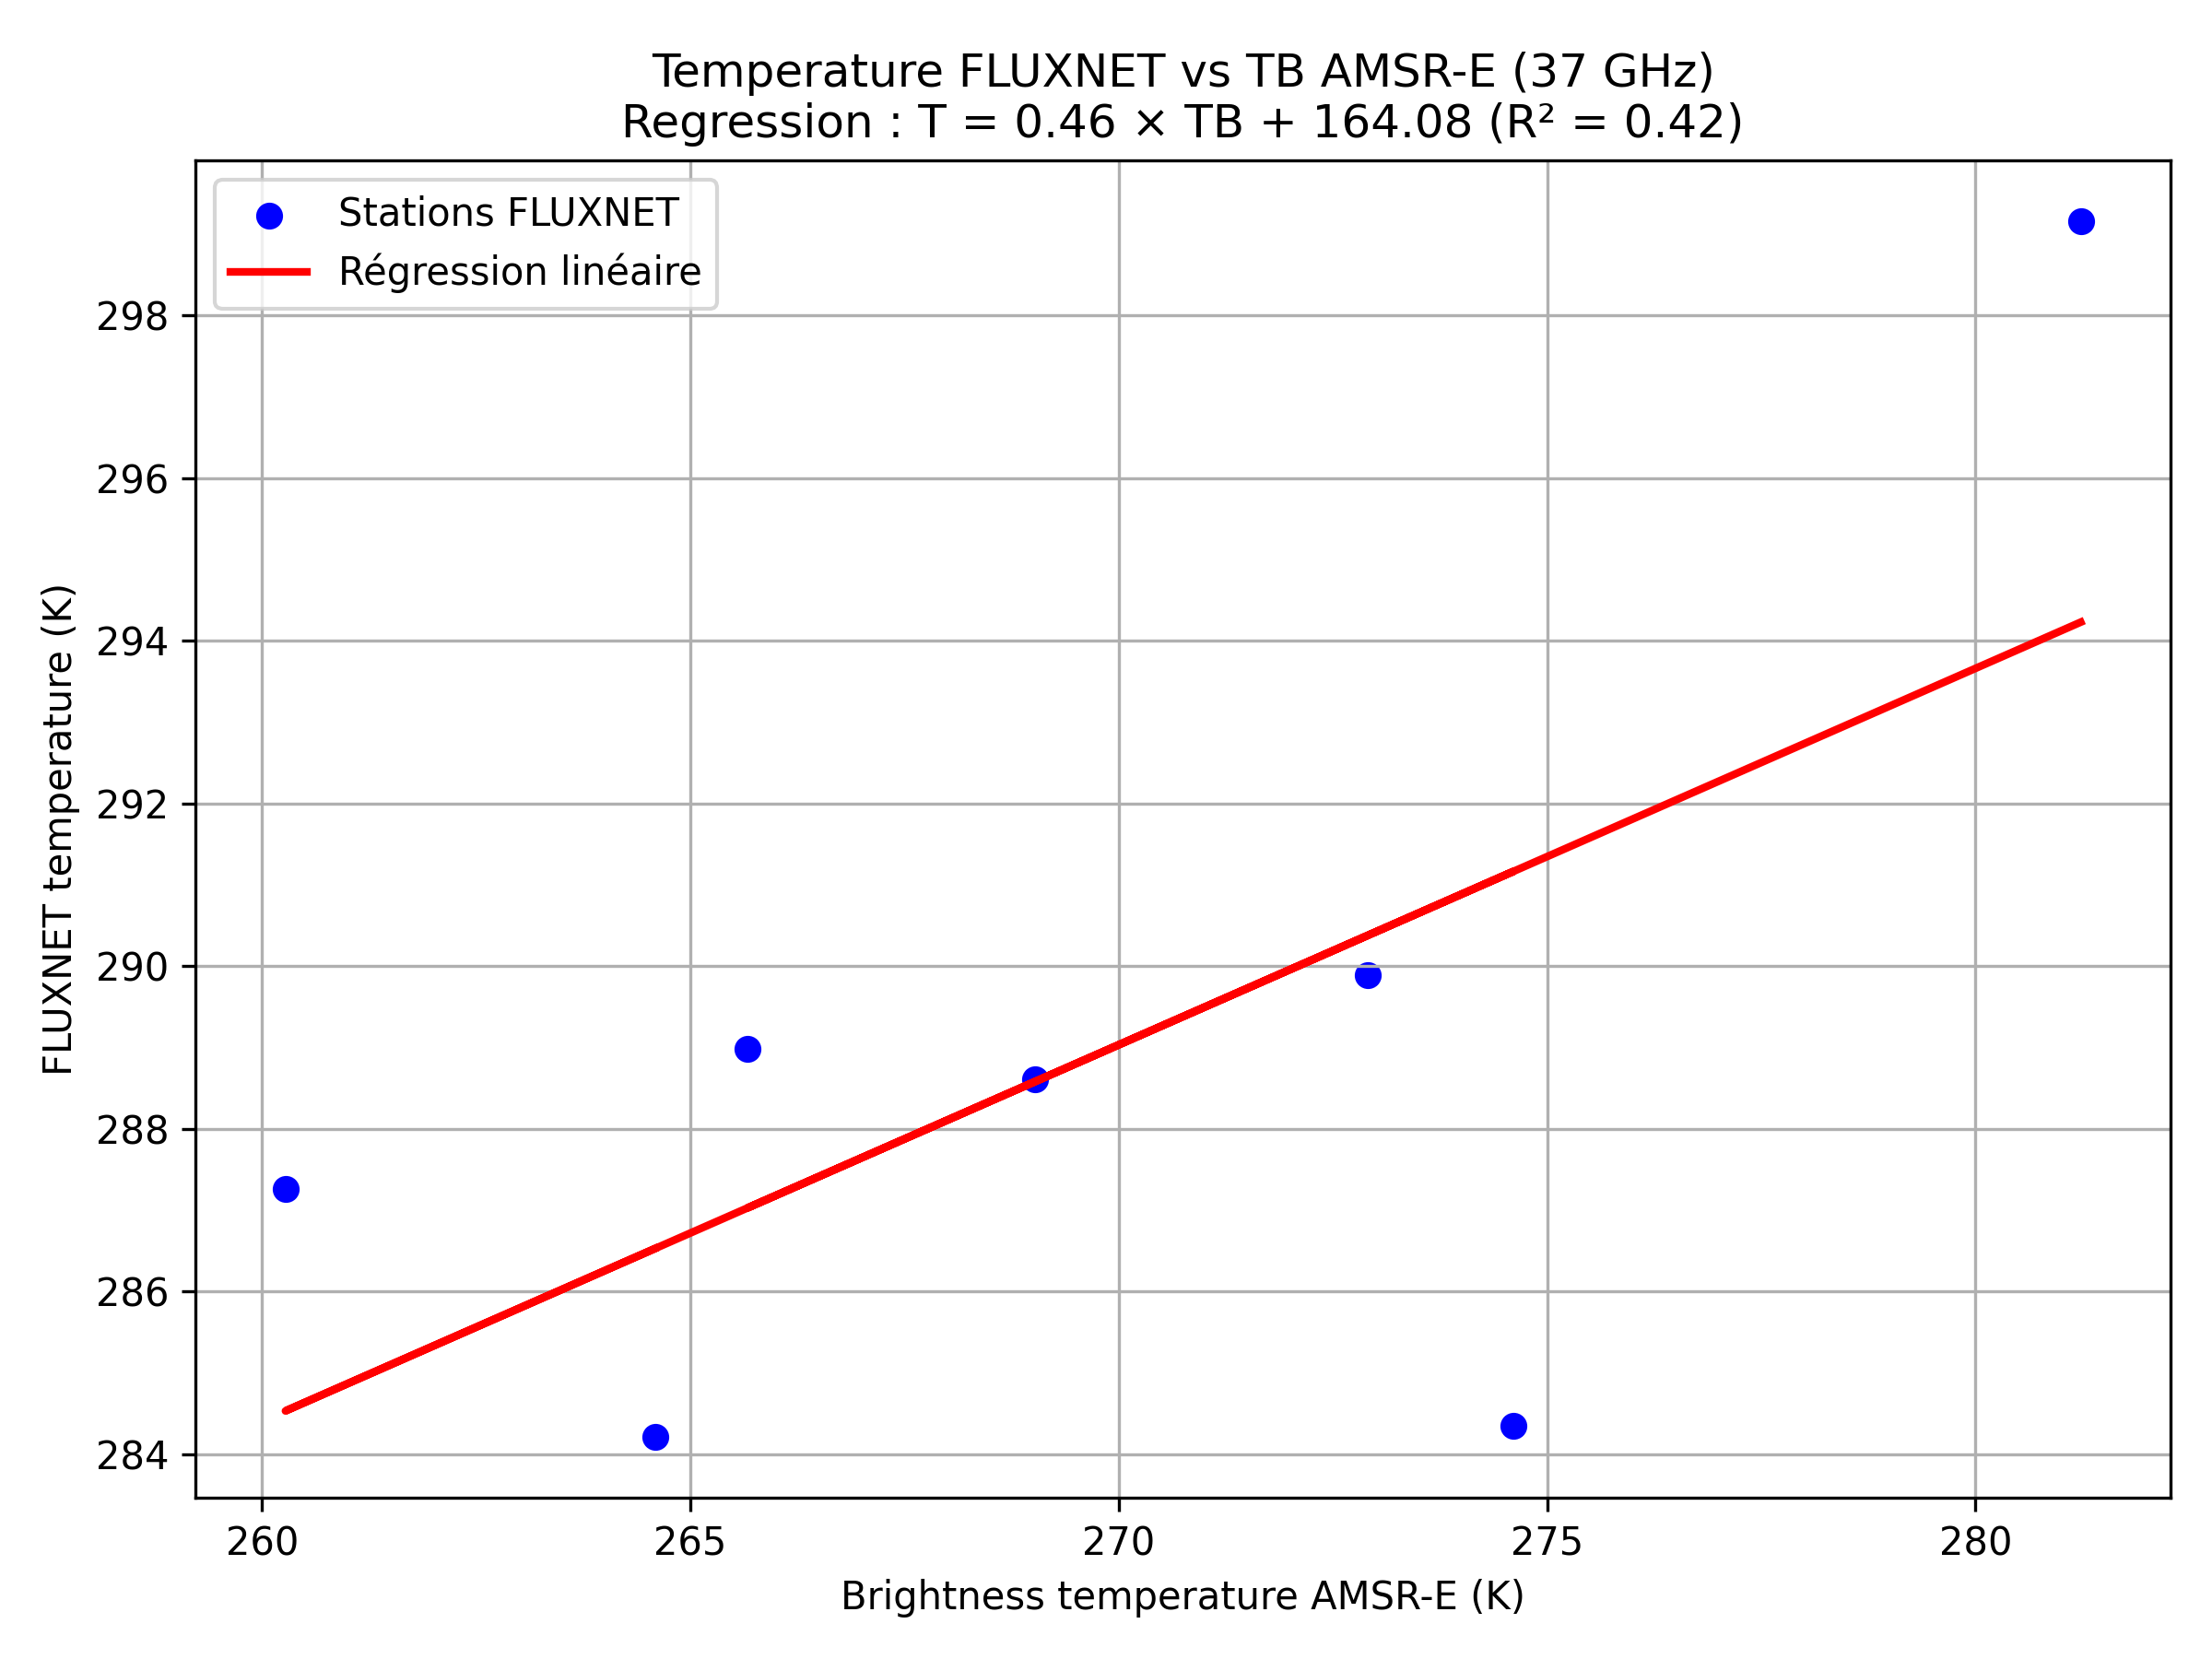 Temperature FLUXNET vs TB AMSR-E (37 GHz)
Regression : T = 0.46 × TB + 164.08 (R² = 0.42)
Stations FLUXNET
Régression linéaire
FLUXNET temperature (K)
298
296
294
292
290
288
286
284
260 265 270 275 280
Brightness temperature AMSR-E (K)